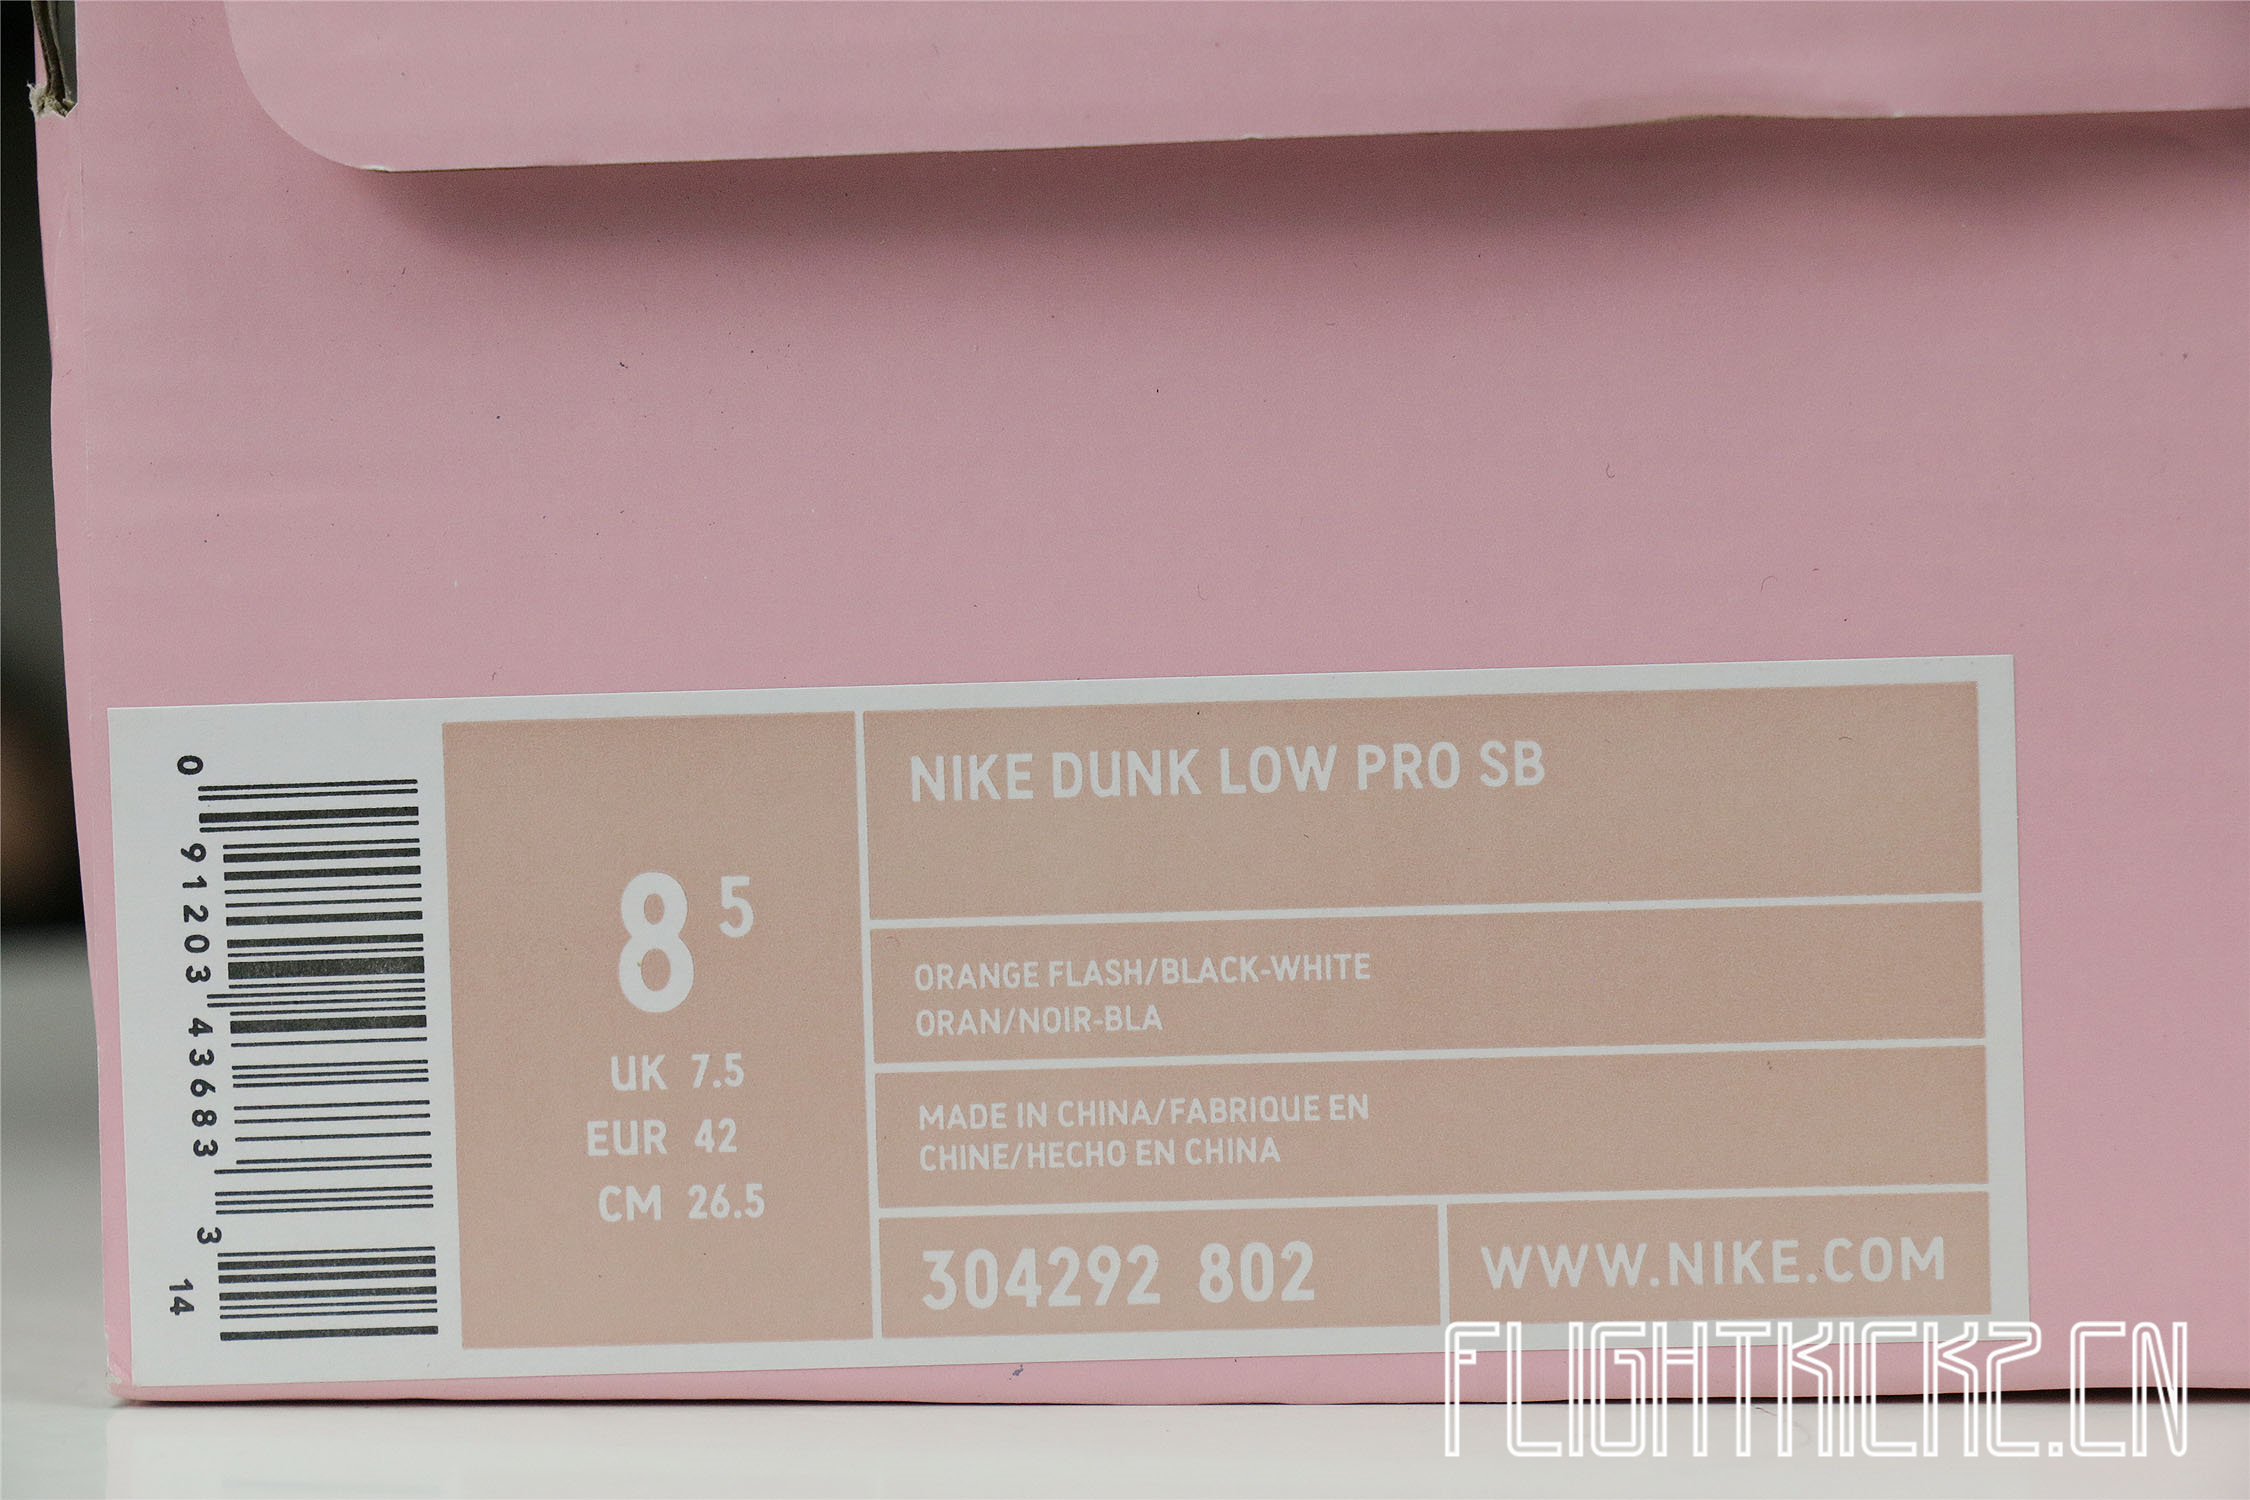 0 91203 43683 3
14
8 5
UK 7.5
EUR 42
CM 26.5
NIKE DUNK LOW PRO SB
ORANGE FLASH/BLACK-WHITE
ORAN/NOIR-BLA
MADE IN CHINA/FABRIQUE EN
CHINE/HECHO EN CHINA
304292 802
WWW.NIKE.COM
FLIGHTKICKZ.CN